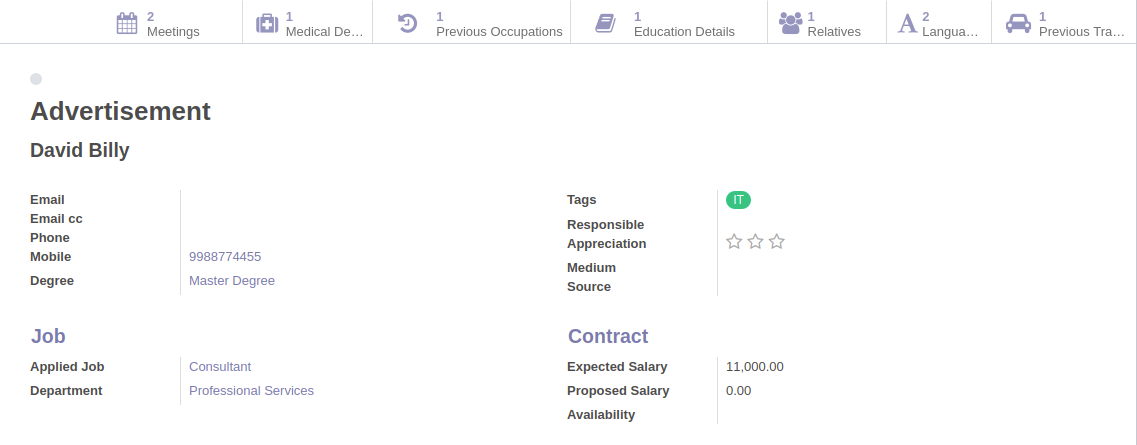 2 Meetings
1 Medical De…
1 Previous Occupations
1 Education Details
1 Relatives
2 Langua…
1 Previous Tra…
Advertisement
David Billy
Email
Email cc
Phone
Mobile 9988774455
Degree Master Degree
Tags IT
Responsible
Appreciation
Medium
Source
Job
Applied Job Consultant
Department Professional Services
Contract
Expected Salary 11,000.00
Proposed Salary 0.00
Availability